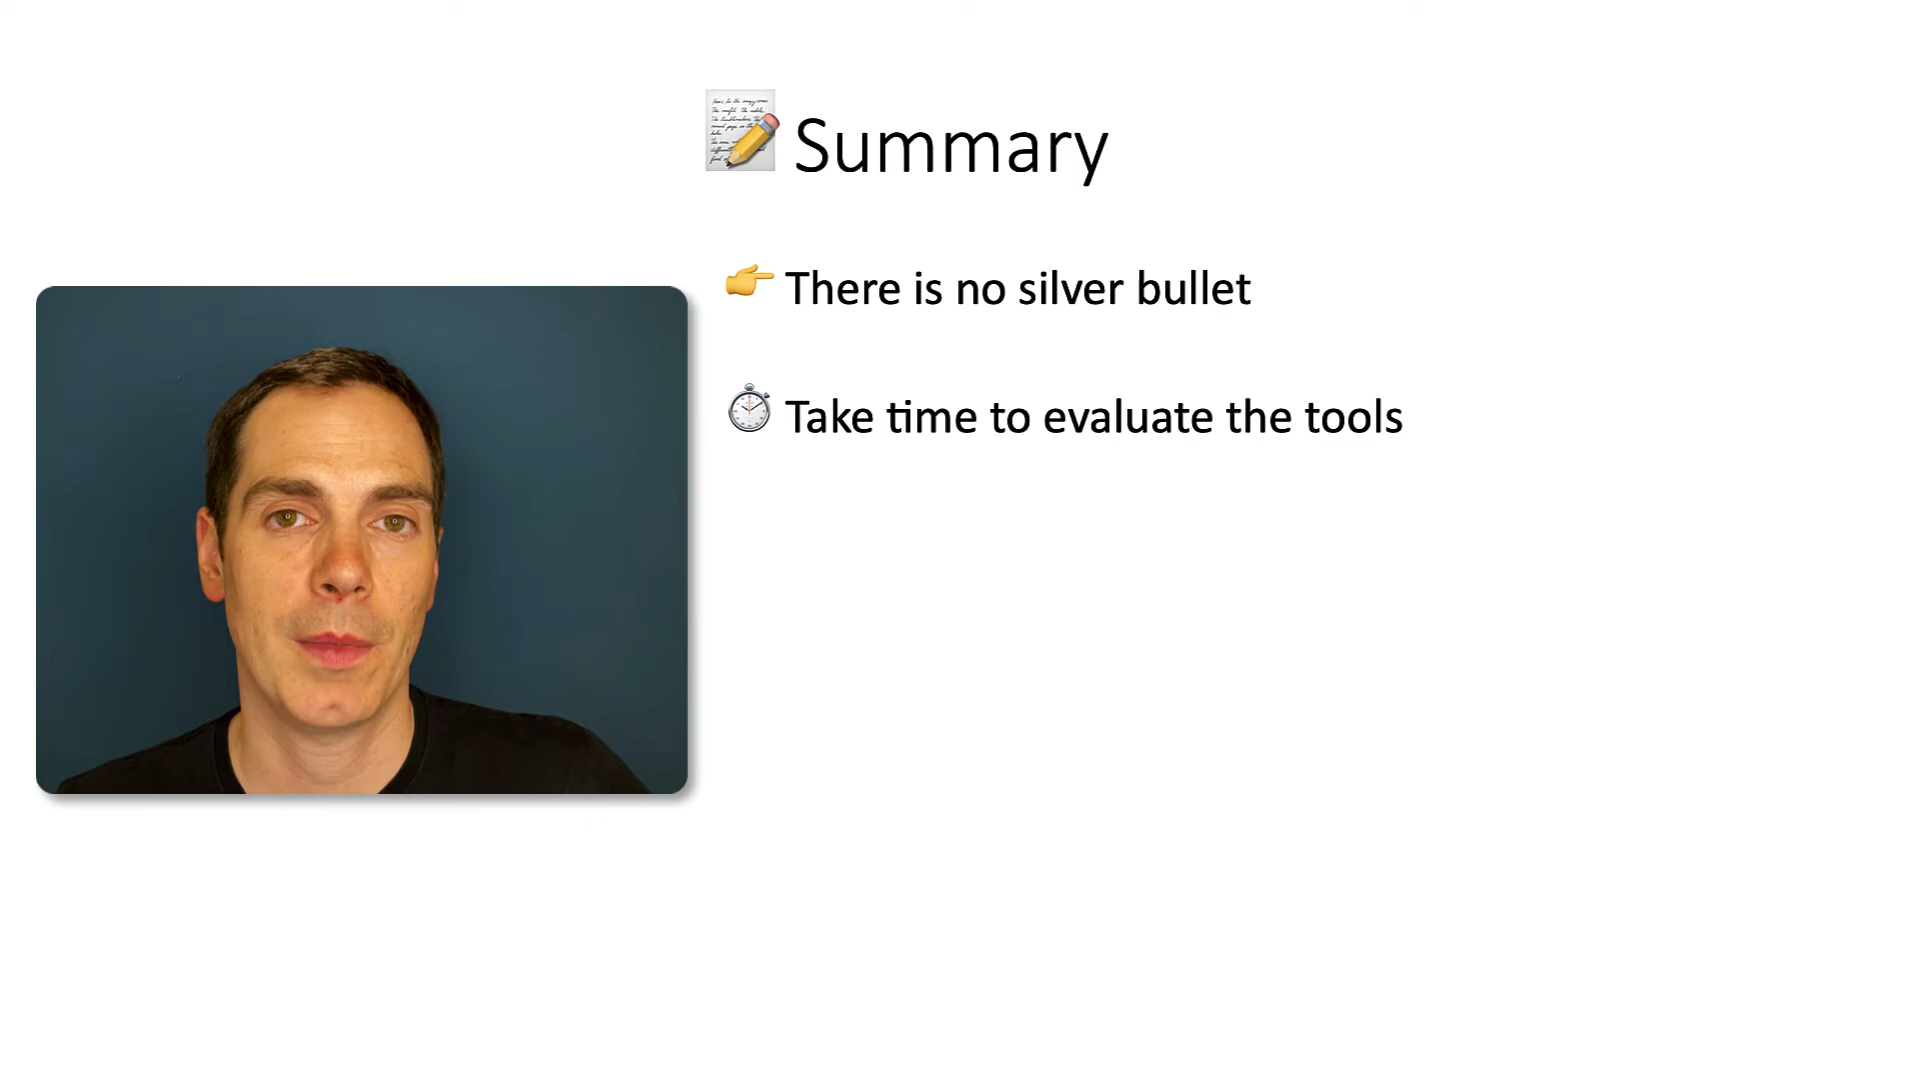 Summary
There is no silver bullet
Take time to evaluate the tools